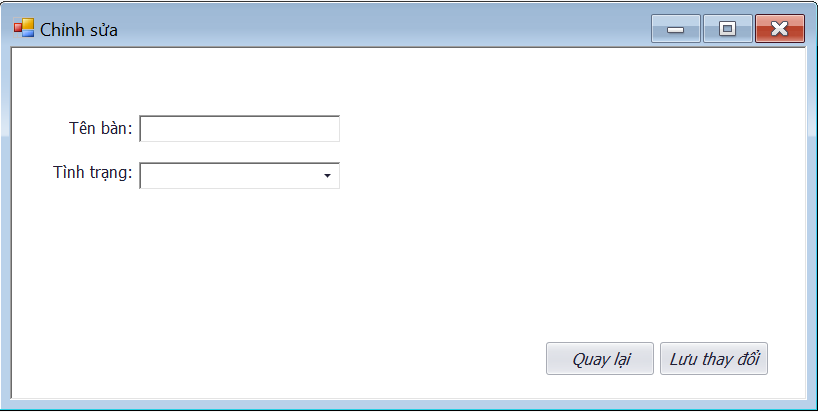 Chỉnh sửa
Tên bàn:
Tình trạng:
Quay lại Lưu thay đổi